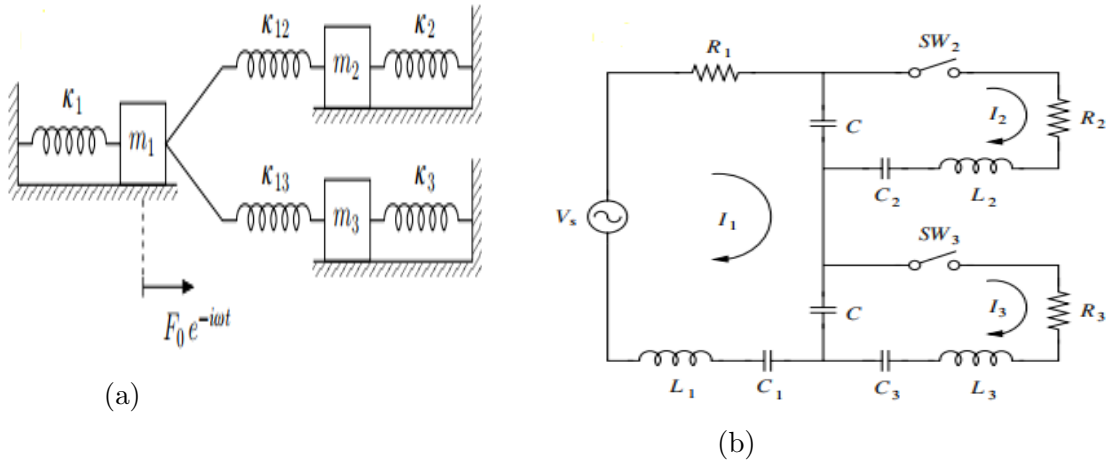 κ₁₂
κ₂
m₂
κ₁
m₁
κ₁₃
κ₃
m₃
F₀ e^{−iωt}
(a)
R₁
SW₂
C
I₂
R₂
C₂
L₂
Vₛ
I₁
SW₃
C
I₃
R₃
L₁
C₁
C₃
L₃
(b)